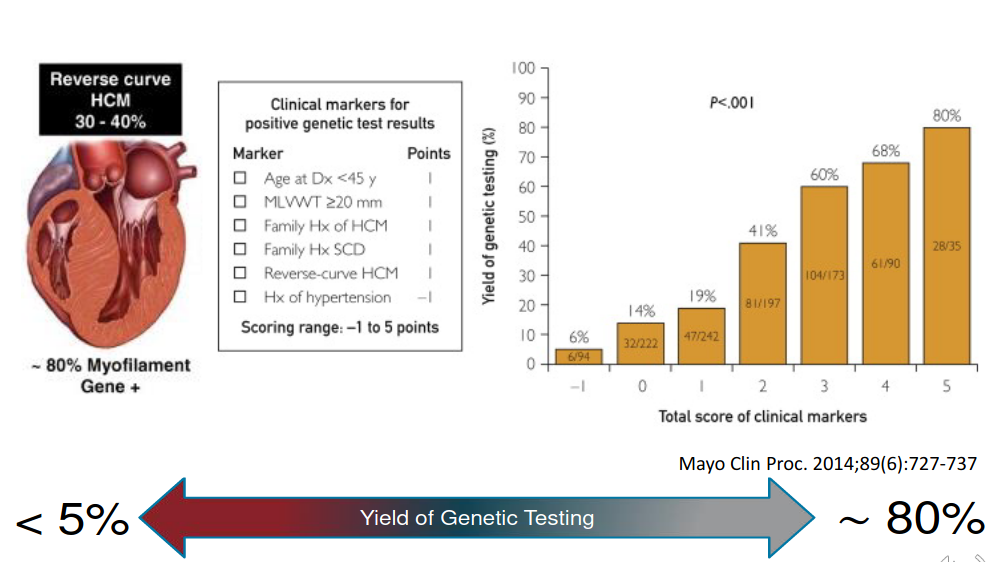 Reverse curve
HCM
30 - 40%
~ 80% Myofilament
Gene +
Clinical markers for
positive genetic test results
Marker Points
Age at Dx <45 y 1
MLVWT ≥20 mm 1
Family Hx of HCM 1
Family Hx SCD 1
Reverse-curve HCM 1
Hx of hypertension –1
Scoring range: –1 to 5 points
Yield of genetic testing (%)
100
90
80
70
60
50
40
30
20
10
0
P<.001
6%
14%
19%
41%
60%
68%
80%
6/94
32/222
47/242
81/197
104/173
61/90
28/35
–1 0 1 2 3 4 5
Total score of clinical markers
Mayo Clin Proc. 2014;89(6):727-737
< 5% Yield of Genetic Testing ~ 80%